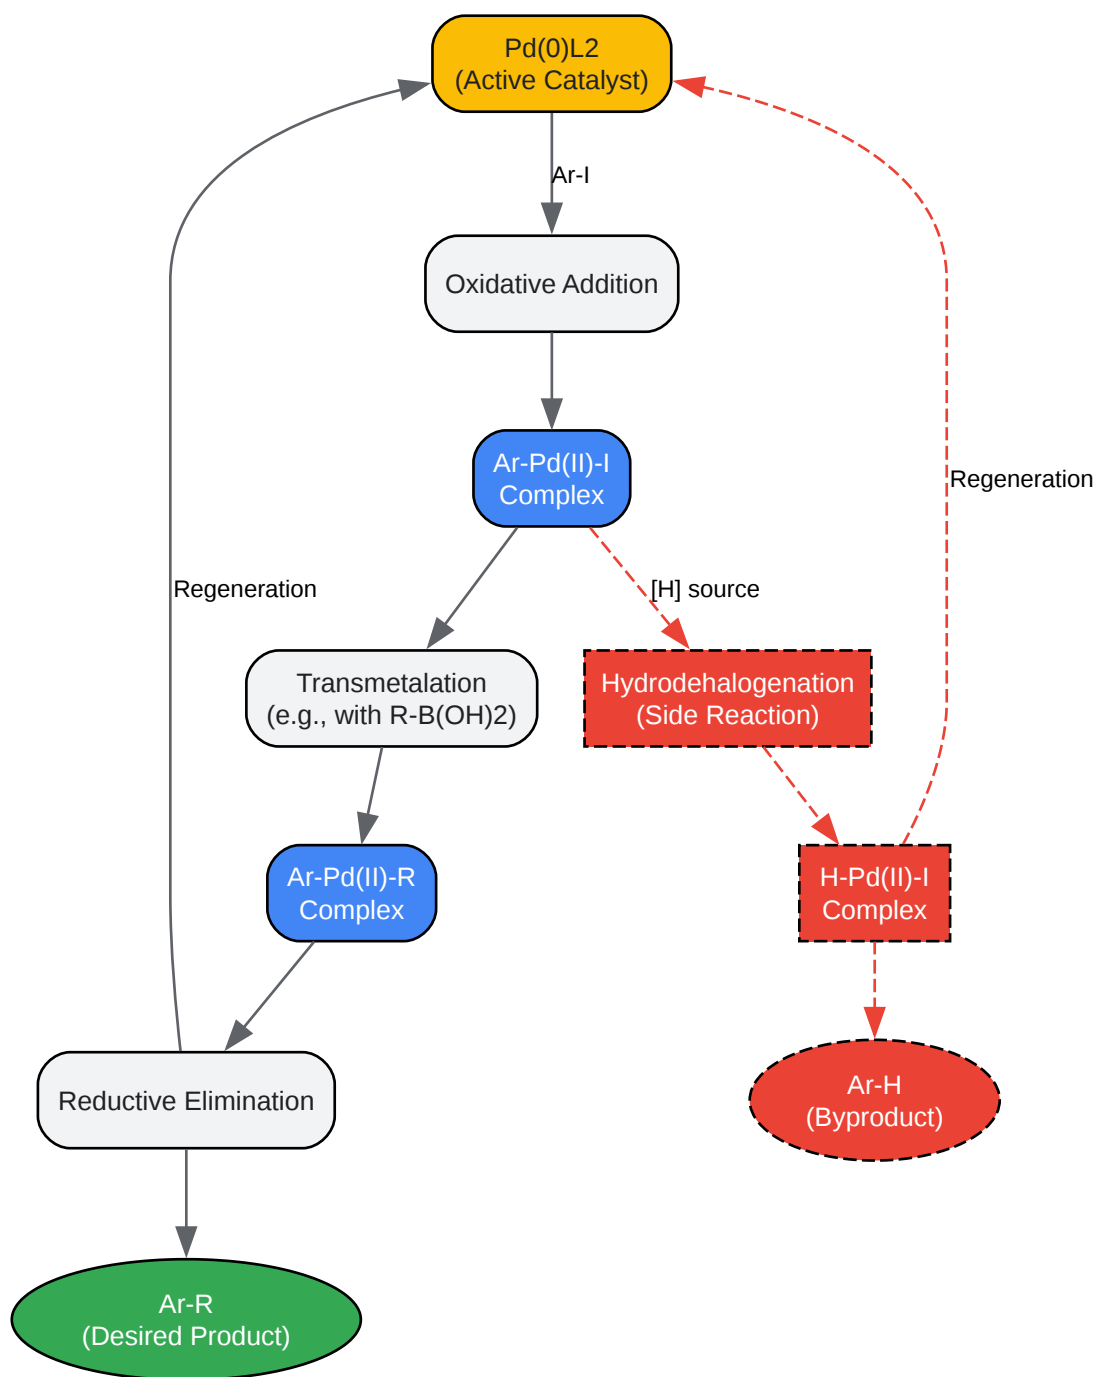 Pd(0)L2
(Active Catalyst)
Ar-I
Oxidative Addition
Ar-Pd(II)-I
Complex
Regeneration
Regeneration
[H] source
Transmetalation
(e.g., with R-B(OH)2)
Hydrodehalogenation
(Side Reaction)
Ar-Pd(II)-R
Complex
H-Pd(II)-I
Complex
Reductive Elimination
Ar-H
(Byproduct)
Ar-R
(Desired Product)